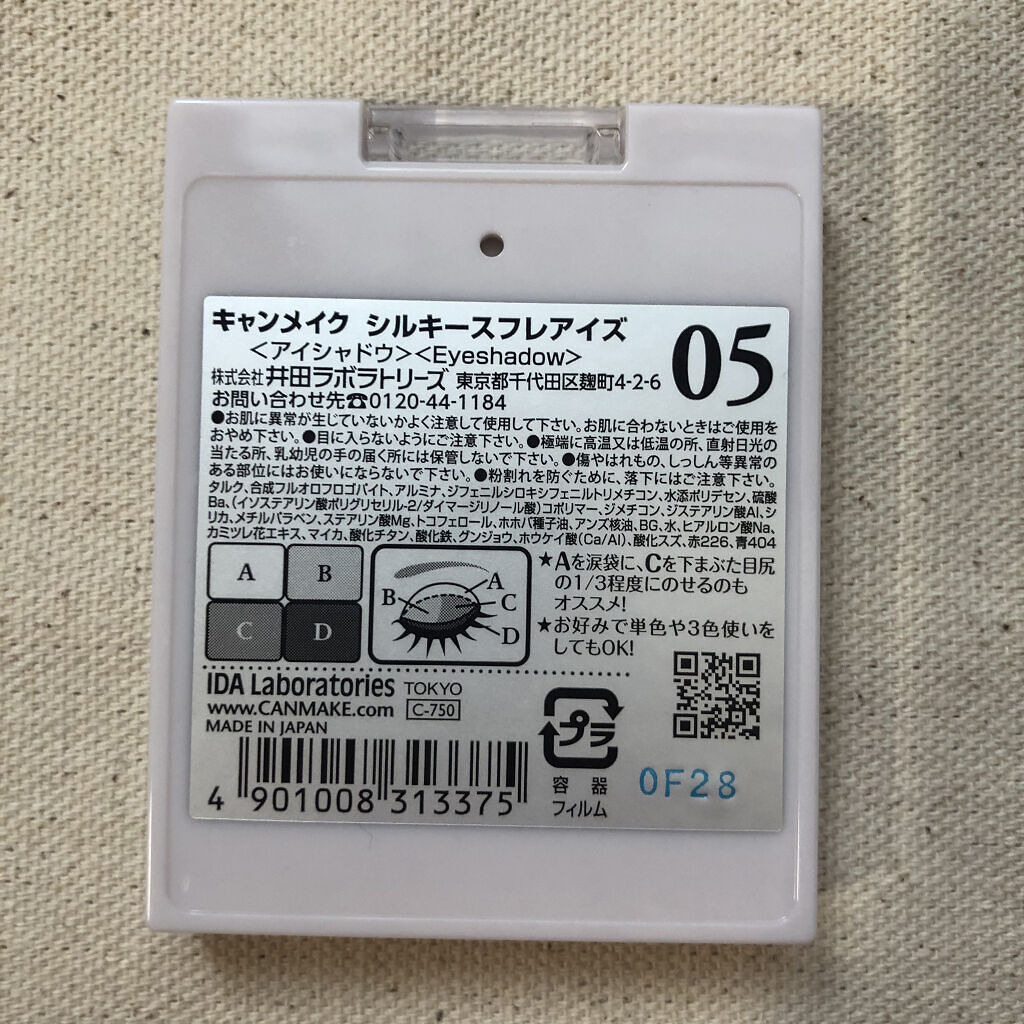 キャンメイク シルキースフレアイズ
05
＜アイシャドウ＞＜Eyeshadow＞
株式会社井田ラボラトリーズ 東京都千代田区麹町4-2-6
お問い合わせ先☎0120-44-1184
●お肌に異常が生じていないかよく注意して使用して下さい。お肌に合わないときはご使用を
おやめ下さい。●目に入らないようにご注意下さい。●極端に高温又は低温の所、直射日光の
当たる所、乳幼児の手の届く所には保管しないで下さい。●傷やはれもの、しっしん等異常の
ある部位にはお使いにならないで下さい。●粉割れを防ぐために、落下にはご注意下さい。
タルク、合成フルオロフロゴパイト、アルミナ、ジフェニルシロキシフェニルトリメチコン、水添ポリデセン、硫酸
Ba、(イソステアリン酸ポリグリセリル-2/ダイマージリノール酸)コポリマー、ジメチコン、ジステアリン酸Al、シ
リカ、メチルパラベン、ステアリン酸Mg、トコフェロール、ホホバ種子油、アンズ核油、BG、水、ヒアルロン酸Na、
カミツレ花エキス、マイカ、酸化チタン、酸化鉄、グンジョウ、ホウケイ酸(Ca/Al)、酸化スズ、赤226、青404
A B
C D
A
B
C
D
★Aを涙袋に、Cを下まぶた目尻
の1/3程度にのせるのも
オススメ!
★お好みで単色や3色使いを
してもOK!
IDA Laboratories TOKYO
www.CANMAKE.com C-750
MADE IN JAPAN
4 901008 313375
プラ
容器
フィルム
0F28